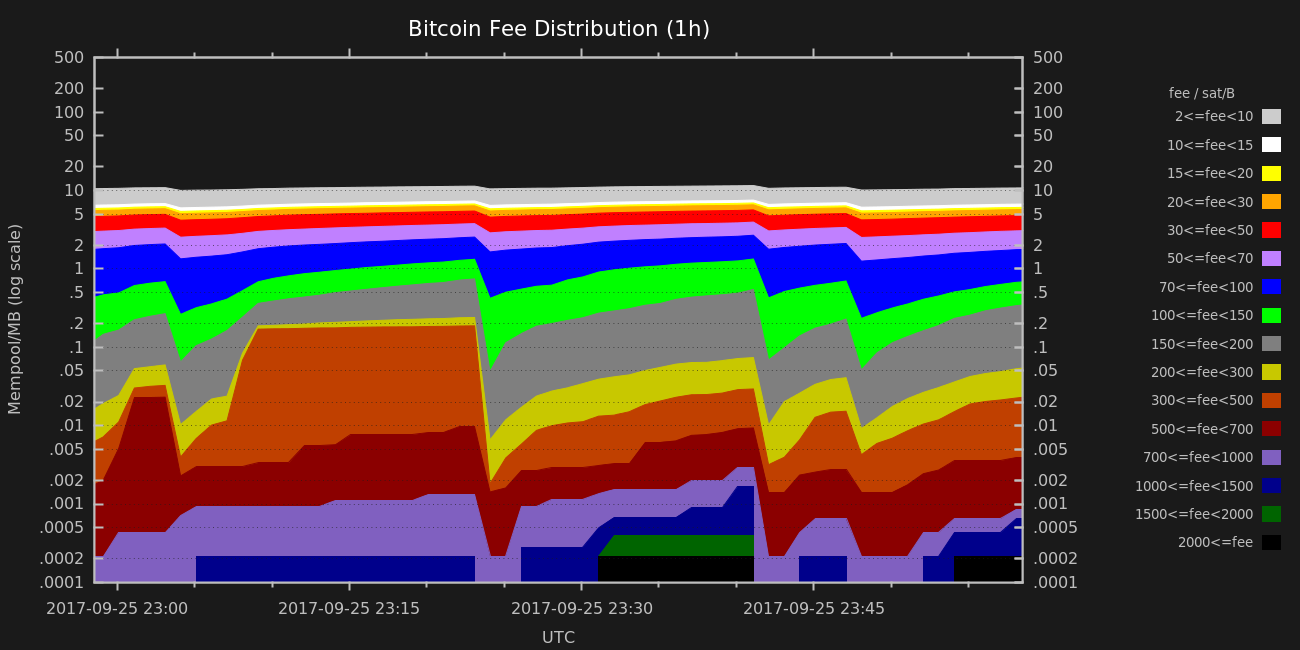 Bitcoin Fee Distribution (1h)
500
200
100
50
20
10
5
2
1
.5
.2
.1
.05
.02
.01
.005
.002
.001
.0005
.0002
.0001
Mempool/MB (log scale)
500
200
100
50
20
10
5
2
1
.5
.2
.1
.05
.02
.01
.005
.002
.001
.0005
.0002
.0001
2017-09-25 23:00
2017-09-25 23:15
2017-09-25 23:30
2017-09-25 23:45
UTC
fee / sat/B
2<=fee<10
10<=fee<15
15<=fee<20
20<=fee<30
30<=fee<50
50<=fee<70
70<=fee<100
100<=fee<150
150<=fee<200
200<=fee<300
300<=fee<500
500<=fee<700
700<=fee<1000
1000<=fee<1500
1500<=fee<2000
2000<=fee